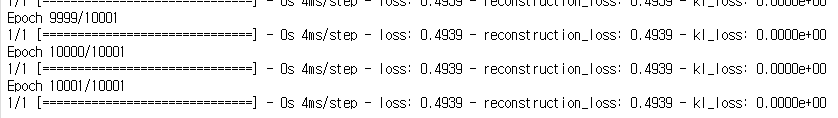 1/1 [==============================] - 0s 4ms/step - loss: 0.4939 - reconstruction_loss: 0.4939 - kl_loss: 0.0000e+00
Epoch 9999/10001
1/1 [==============================] - 0s 4ms/step - loss: 0.4939 - reconstruction_loss: 0.4939 - kl_loss: 0.0000e+00
Epoch 10000/10001
1/1 [==============================] - 0s 4ms/step - loss: 0.4939 - reconstruction_loss: 0.4939 - kl_loss: 0.0000e+00
Epoch 10001/10001
1/1 [==============================] - 0s 4ms/step - loss: 0.4939 - reconstruction_loss: 0.4939 - kl_loss: 0.0000e+00